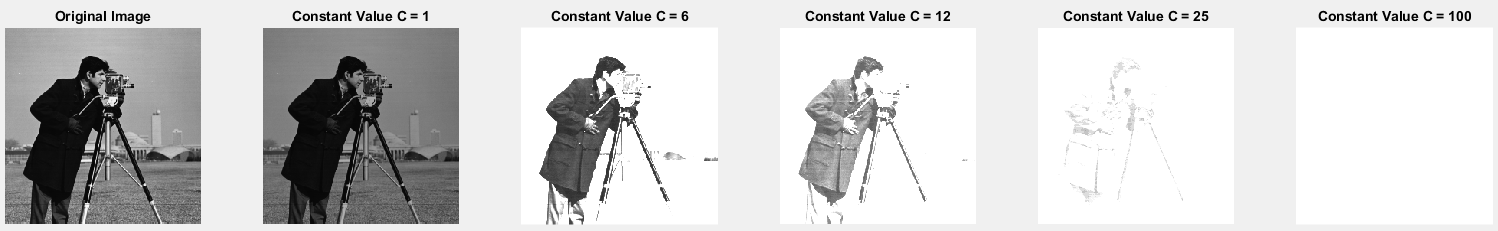 Original Image
Constant Value C = 1
Constant Value C = 6
Constant Value C = 12
Constant Value C = 25
Constant Value C = 100